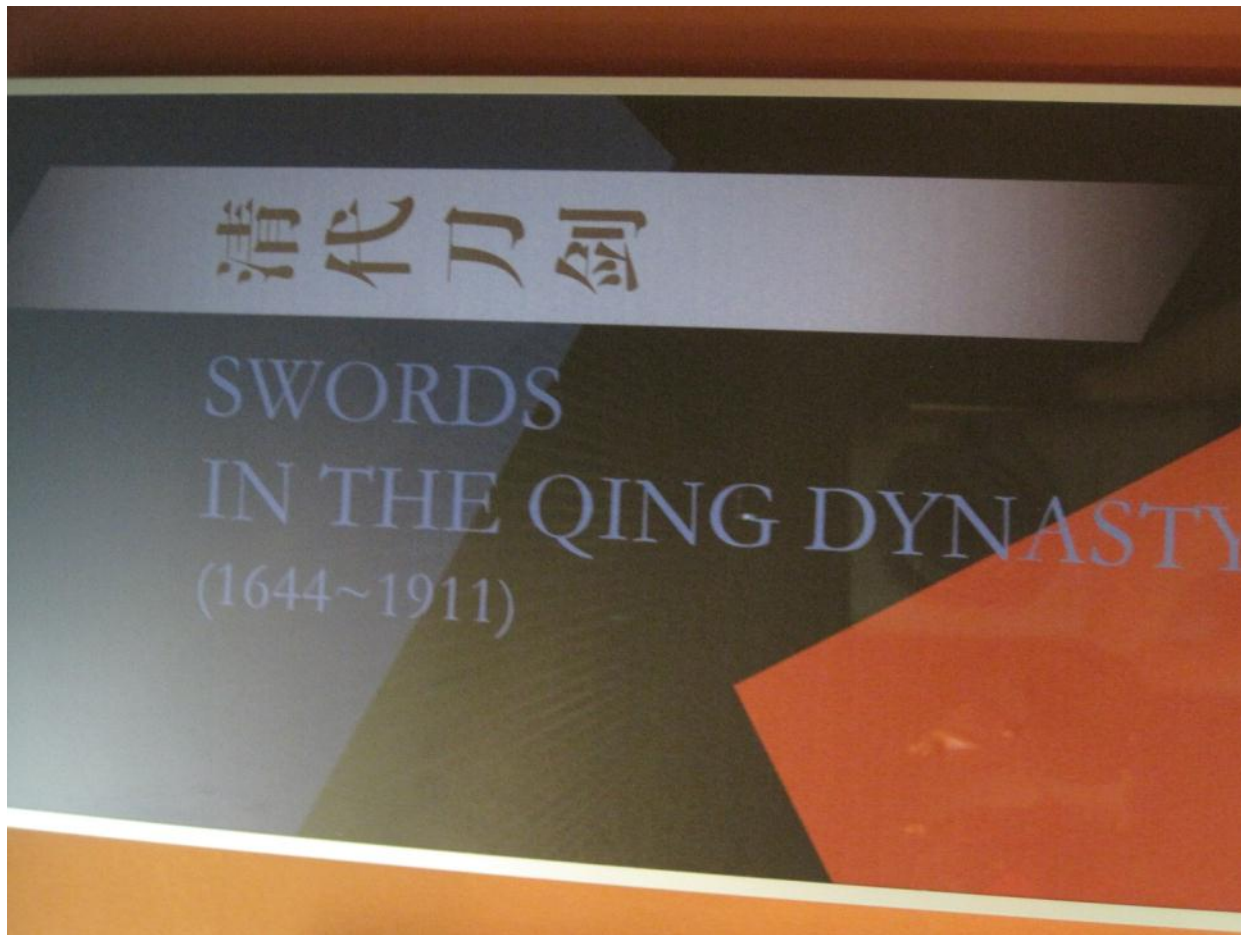 清代刀剑
SWORDS
IN THE QING DYNASTY
(1644~1911)